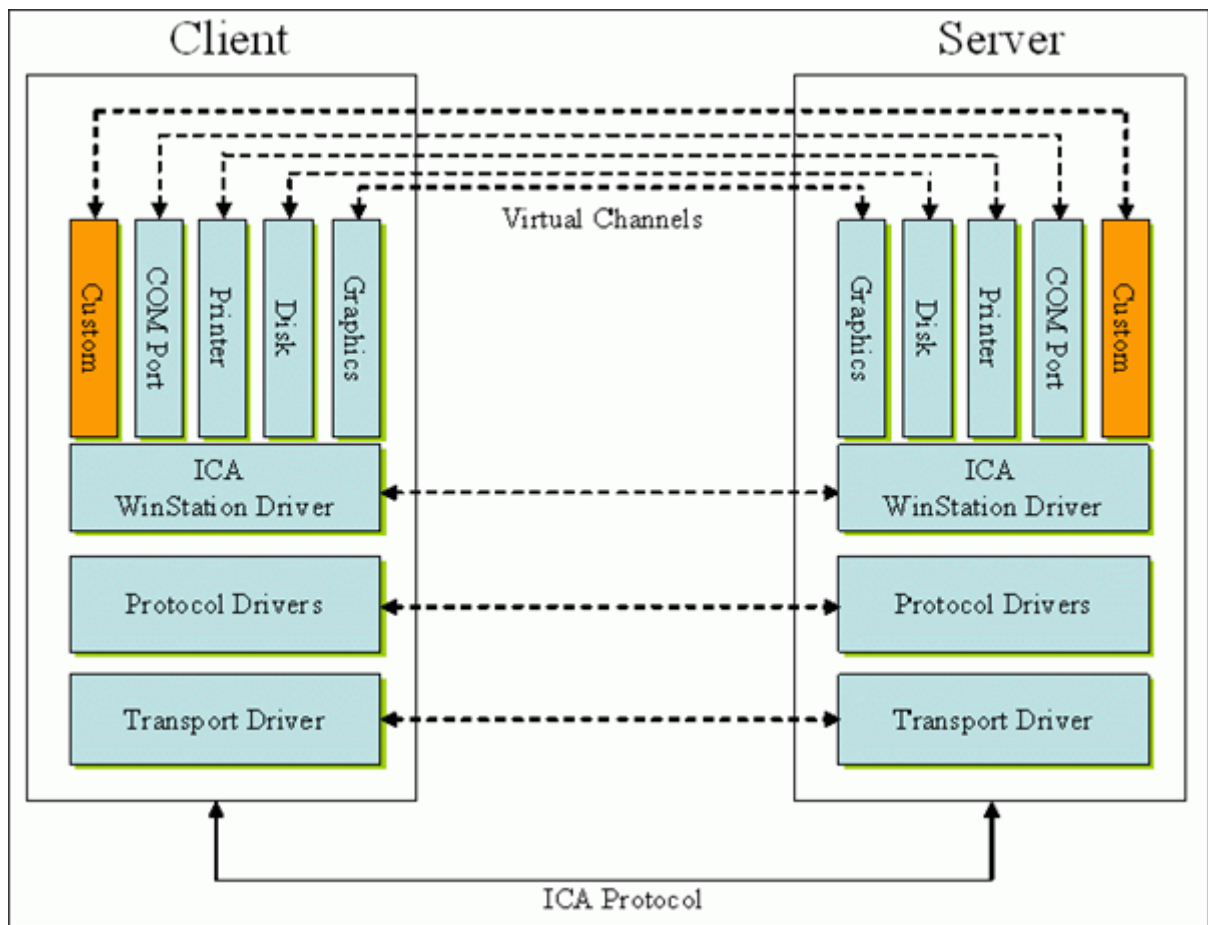 Client
Server
Virtual Channels
Custom
COM Port
Printer
Disk
Graphics
Graphics
Disk
Printer
COM Port
Custom
ICA
WinStation Driver
ICA
WinStation Driver
Protocol Drivers
Protocol Drivers
Transport Driver
Transport Driver
ICA Protocol